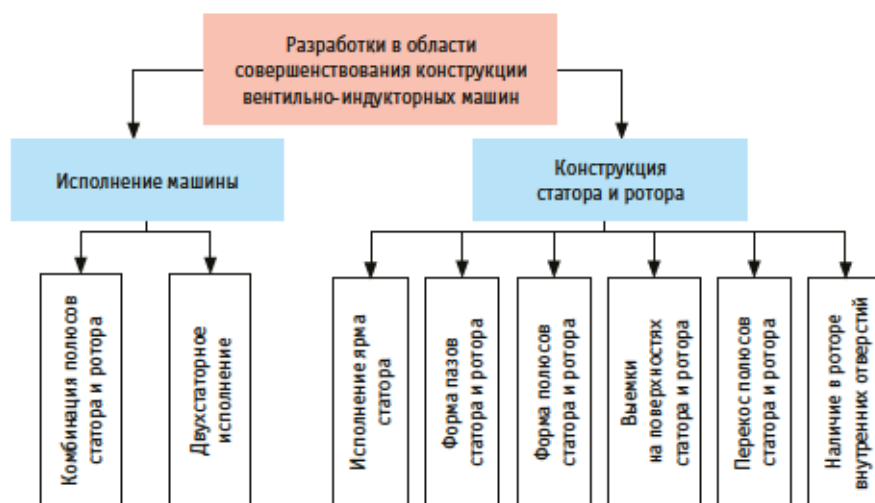 Разработки в области
совершенствования конструкции
вентильно-индукторных машин
Исполнение машины
Конструкция
статора и ротора
Комбинация полюсов
статора и ротора
Двухстаторное
исполнение
Исполнение ярма
статора
Форма пазов
статора и ротора
Форма полюсов
статора и ротора
Выемки
на поверхностях
статора и ротора
Перекос полюсов
статора и ротора
Наличие в роторе
внутренних отверстий